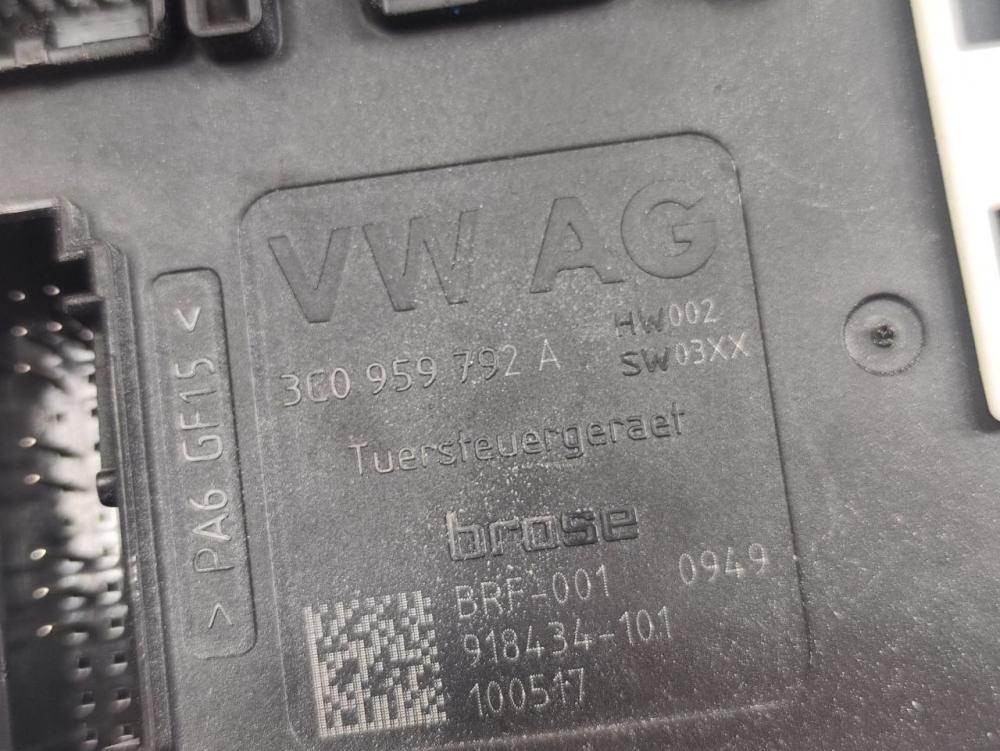 VW AG
HW002
3C0 959 792 A
SW03XX
Tuersteuergeraet
brose
BRF-001
0949
918434-101
100517
>PA6 GF15<